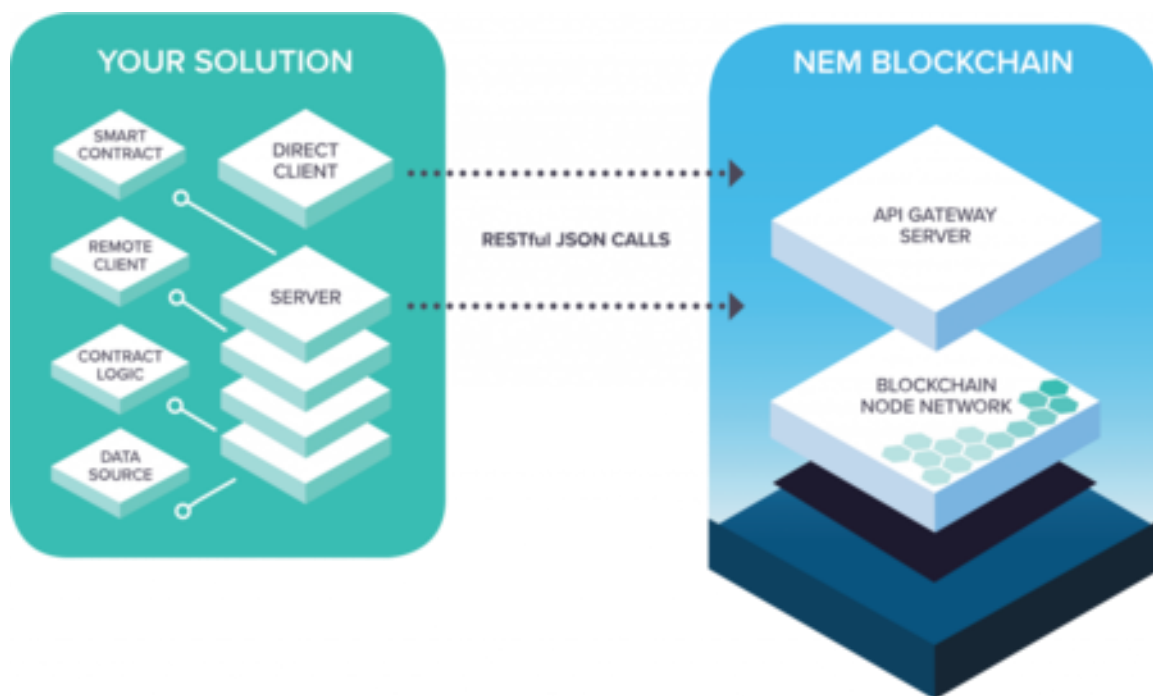 YOUR SOLUTION
SMART
CONTRACT
DIRECT
CLIENT
REMOTE
CLIENT
SERVER
CONTRACT
LOGIC
DATA
SOURCE
RESTful JSON CALLS
NEM BLOCKCHAIN
API GATEWAY
SERVER
BLOCKCHAIN
NODE NETWORK